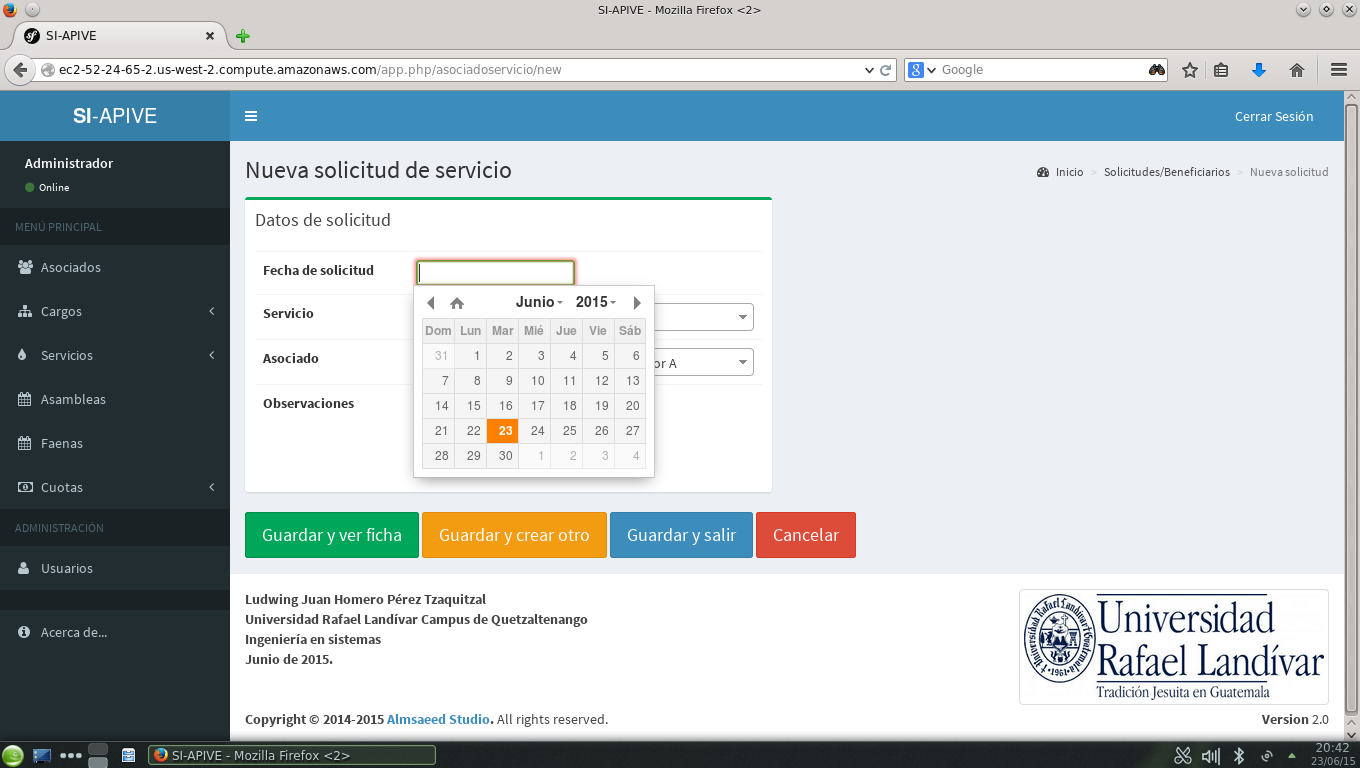 SI-APIVE - Mozilla Firefox <2>
SI-APIVE
ec2-52-24-65-2.us-west-2.compute.amazonaws.com/app.php/asociadoservicio/new
Google
SI-APIVE
Cerrar Sesión
Administrador
Online
MENÚ PRINCIPAL
Asociados
Cargos
Servicios
Asambleas
Faenas
Cuotas
ADMINISTRACIÓN
Usuarios
Acerca de...
Nueva solicitud de servicio
Inicio > Solicitudes/Beneficiarios > Nueva solicitud
Datos de solicitud
Fecha de solicitud
Servicio
Asociado
or A
Observaciones
Junio 2015
Dom Lun Mar Mié Jue Vie Sáb
31 1 2 3 4 5 6
7 8 9 10 11 12 13
14 15 16 17 18 19 20
21 22 23 24 25 26 27
28 29 30 1 2 3 4
Guardar y ver ficha Guardar y crear otro Guardar y salir Cancelar
Ludwing Juan Homero Pérez Tzaquitzal
Universidad Rafael Landívar Campus de Quetzaltenango
Ingeniería en sistemas
Junio de 2015.
Universidad
Rafael Landívar
Tradición Jesuita en Guatemala
Copyright © 2014-2015 Almsaeed Studio. All rights reserved.
Version 2.0
SI-APIVE - Mozilla Firefox <2>
20:42
23/06/15